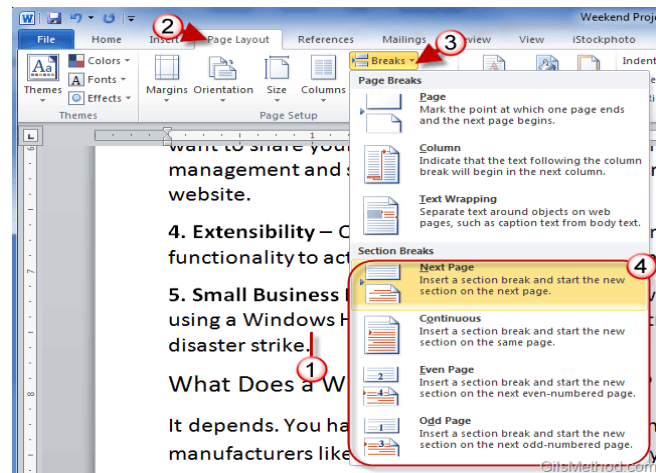 Weekend Proj
File Home Insert Page Layout References Mailings view View iStockphoto
2
3
Colors
Fonts
Effects
Themes
Margins Orientation Size Columns
Breaks
Indent
Themes
Page Setup
Page Breaks
Page
Mark the point at which one page ends
and the next page begins.
Column
Indicate that the text following the column
break will begin in the next column.
Text Wrapping
Separate text around objects on web
pages, such as caption text from body text.
Section Breaks
4
Next Page
Insert a section break and start the new
section on the next page.
Continuous
Insert a section break and start the new
section on the same page.
Even Page
Insert a section break and start the new
section on the next even-numbered page.
Odd Page
Insert a section break and start the new
section on the next odd-numbered page.
want to share you
management and s
website.
4. Extensibility – C
functionality to act
5. Small Business
using a Windows H
disaster strike.
1
What Does a W
It depends. You ha
manufacturers like
GilsMethod.com